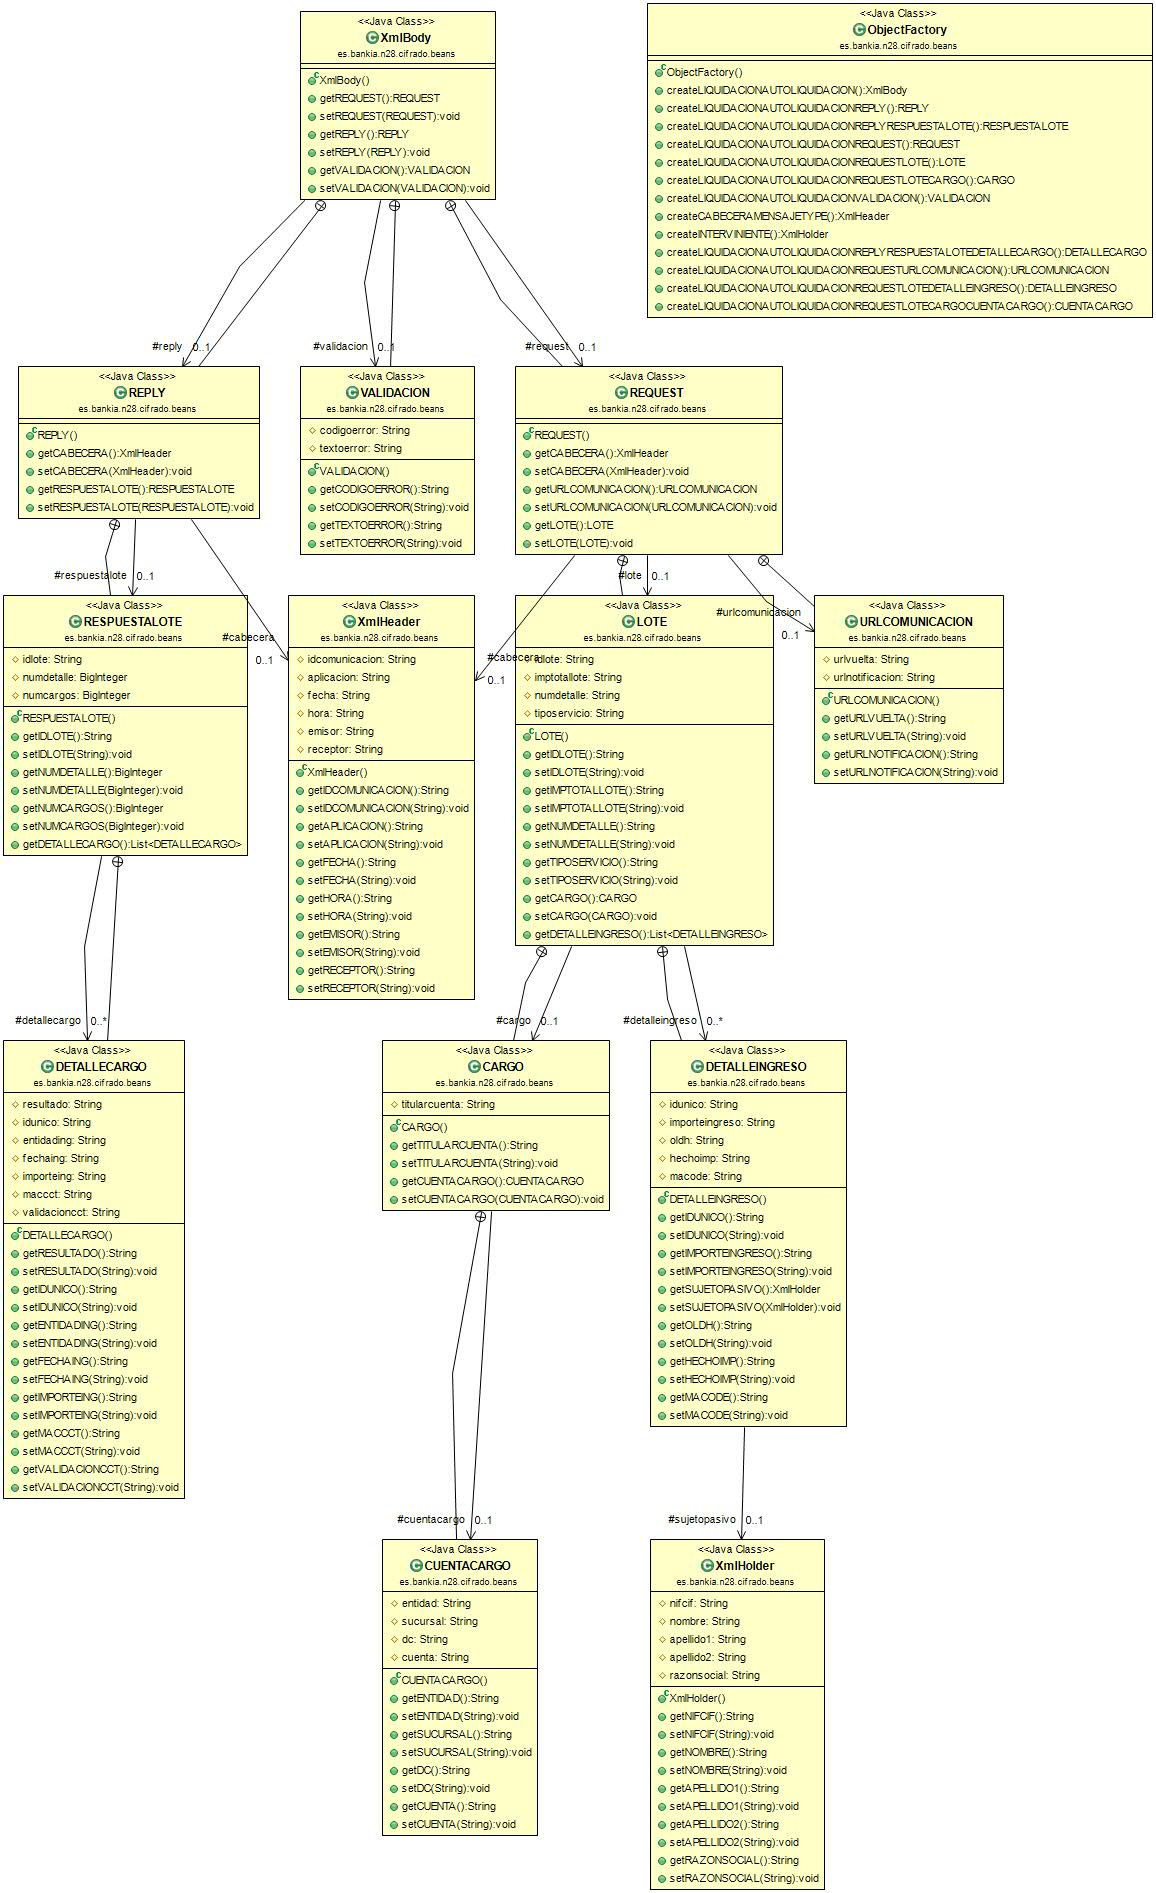 <<Java Class>>
XmlBody
es.bankia.n28.cifrado.beans
XmlBody()
getREQUEST():REQUEST
setREQUEST(REQUEST):void
getREPLY():REPLY
setREPLY(REPLY):void
getVALIDACION():VALIDACION
setVALIDACION(VALIDACION):void
<<Java Class>>
ObjectFactory
es.bankia.n28.cifrado.beans
ObjectFactory()
createLIQUIDACIONAUTOLIQUIDACION():XmlBody
createLIQUIDACIONAUTOLIQUIDACIONREPLY():REPLY
createLIQUIDACIONAUTOLIQUIDACIONREPLYRESPUESTALOTE():RESPUESTALOTE
createLIQUIDACIONAUTOLIQUIDACIONREQUEST():REQUEST
createLIQUIDACIONAUTOLIQUIDACIONREQUESTLOTE():LOTE
createLIQUIDACIONAUTOLIQUIDACIONREQUESTLOTECARGO():CARGO
createLIQUIDACIONAUTOLIQUIDACIONVALIDACION():VALIDACION
createCABECERAMENSAJETYPE():XmlHeader
createINTERVINIENTE():XmlHolder
createLIQUIDACIONAUTOLIQUIDACIONREPLYRESPUESTALOTEDETALLECARGO():DETALLECARGO
createLIQUIDACIONAUTOLIQUIDACIONREQUESTURLCOMUNICACION():URLCOMUNICACION
createLIQUIDACIONAUTOLIQUIDACIONREQUESTLOTEDETALLEINGRESO():DETALLEINGRESO
createLIQUIDACIONAUTOLIQUIDACIONREQUESTLOTECARGOCUENTACARGO():CUENTACARGO
#reply 0..1
#validacion 0..1
#request 0..1
<<Java Class>>
REPLY
es.bankia.n28.cifrado.beans
REPLY()
getCABECERA():XmlHeader
setCABECERA(XmlHeader):void
getRESPUESTALOTE():RESPUESTALOTE
setRESPUESTALOTE(RESPUESTALOTE):void
<<Java Class>>
VALIDACION
es.bankia.n28.cifrado.beans
codigoerror: String
textoerror: String
VALIDACION()
getCODIGOERROR():String
setCODIGOERROR(String):void
getTEXTOERROR():String
setTEXTOERROR(String):void
<<Java Class>>
REQUEST
es.bankia.n28.cifrado.beans
REQUEST()
getCABECERA():XmlHeader
setCABECERA(XmlHeader):void
getURLCOMUNICACION():URLCOMUNICACION
setURLCOMUNICACION(URLCOMUNICACION):void
getLOTE():LOTE
setLOTE(LOTE):void
#respuestalote 0..1
#cabecera
0..1
#cabecera
0..1
#lote 0..1
#urlcomunicacion
0..1
<<Java Class>>
RESPUESTALOTE
es.bankia.n28.cifrado.beans
idlote: String
numdetalle: BigInteger
numcargos: BigInteger
RESPUESTALOTE()
getIDLOTE():String
setIDLOTE(String):void
getNUMDETALLE():BigInteger
setNUMDETALLE(BigInteger):void
getNUMCARGOS():BigInteger
setNUMCARGOS(BigInteger):void
getDETALLECARGO():List<DETALLECARGO>
<<Java Class>>
XmlHeader
es.bankia.n28.cifrado.beans
idcomunicacion: String
aplicacion: String
fecha: String
hora: String
emisor: String
receptor: String
XmlHeader()
getIDCOMUNICACION():String
setIDCOMUNICACION(String):void
getAPLICACION():String
setAPLICACION(String):void
getFECHA():String
setFECHA(String):void
getHORA():String
setHORA(String):void
getEMISOR():String
setEMISOR(String):void
getRECEPTOR():String
setRECEPTOR(String):void
<<Java Class>>
LOTE
es.bankia.n28.cifrado.beans
idlote: String
imptotallote: String
numdetalle: String
tiposervicio: String
LOTE()
getIDLOTE():String
setIDLOTE(String):void
getIMPTOTALLOTE():String
setIMPTOTALLOTE(String):void
getNUMDETALLE():String
setNUMDETALLE(String):void
getTIPOSERVICIO():String
setTIPOSERVICIO(String):void
getCARGO():CARGO
setCARGO(CARGO):void
getDETALLEINGRESO():List<DETALLEINGRESO>
<<Java Class>>
URLCOMUNICACION
es.bankia.n28.cifrado.beans
urlvuelta: String
urlnotificacion: String
URLCOMUNICACION()
getURLVUELTA():String
setURLVUELTA(String):void
getURLNOTIFICACION():String
setURLNOTIFICACION(String):void
#detallecargo 0..*
#cargo 0..1
#detalleingreso 0..*
<<Java Class>>
DETALLECARGO
es.bankia.n28.cifrado.beans
resultado: String
idunico: String
entidading: String
fechaing: String
importeing: String
maccct: String
validacioncct: String
DETALLECARGO()
getRESULTADO():String
setRESULTADO(String):void
getIDUNICO():String
setIDUNICO(String):void
getENTIDADING():String
setENTIDADING(String):void
getFECHAING():String
setFECHAING(String):void
getIMPORTEING():String
setIMPORTEING(String):void
getMACCCT():String
setMACCCT(String):void
getVALIDACIONCCT():String
setVALIDACIONCCT(String):void
<<Java Class>>
CARGO
es.bankia.n28.cifrado.beans
titularcuenta: String
CARGO()
getTITULARCUENTA():String
setTITULARCUENTA(String):void
getCUENTACARGO():CUENTACARGO
setCUENTACARGO(CUENTACARGO):void
<<Java Class>>
DETALLEINGRESO
es.bankia.n28.cifrado.beans
idunico: String
importeingreso: String
oldh: String
hechoimp: String
macode: String
DETALLEINGRESO()
getIDUNICO():String
setIDUNICO(String):void
getIMPORTEINGRESO():String
setIMPORTEINGRESO(String):void
getSUJETOPASIVO():XmlHolder
setSUJETOPASIVO(XmlHolder):void
getOLDH():String
setOLDH(String):void
getHECHOIMP():String
setHECHOIMP(String):void
getMACODE():String
setMACODE(String):void
#cuentacargo 0..1
#sujetopasivo 0..1
<<Java Class>>
CUENTACARGO
es.bankia.n28.cifrado.beans
entidad: String
sucursal: String
dc: String
cuenta: String
CUENTACARGO()
getENTIDAD():String
setENTIDAD(String):void
getSUCURSAL():String
setSUCURSAL(String):void
getDC():String
setDC(String):void
getCUENTA():String
setCUENTA(String):void
<<Java Class>>
XmlHolder
es.bankia.n28.cifrado.beans
nifcif: String
nombre: String
apellido1: String
apellido2: String
razonsocial: String
XmlHolder()
getNIFCIF():String
setNIFCIF(String):void
getNOMBRE():String
setNOMBRE(String):void
getAPELLIDO1():String
setAPELLIDO1(String):void
getAPELLIDO2():String
setAPELLIDO2(String):void
getRAZONSOCIAL():String
setRAZONSOCIAL(String):void